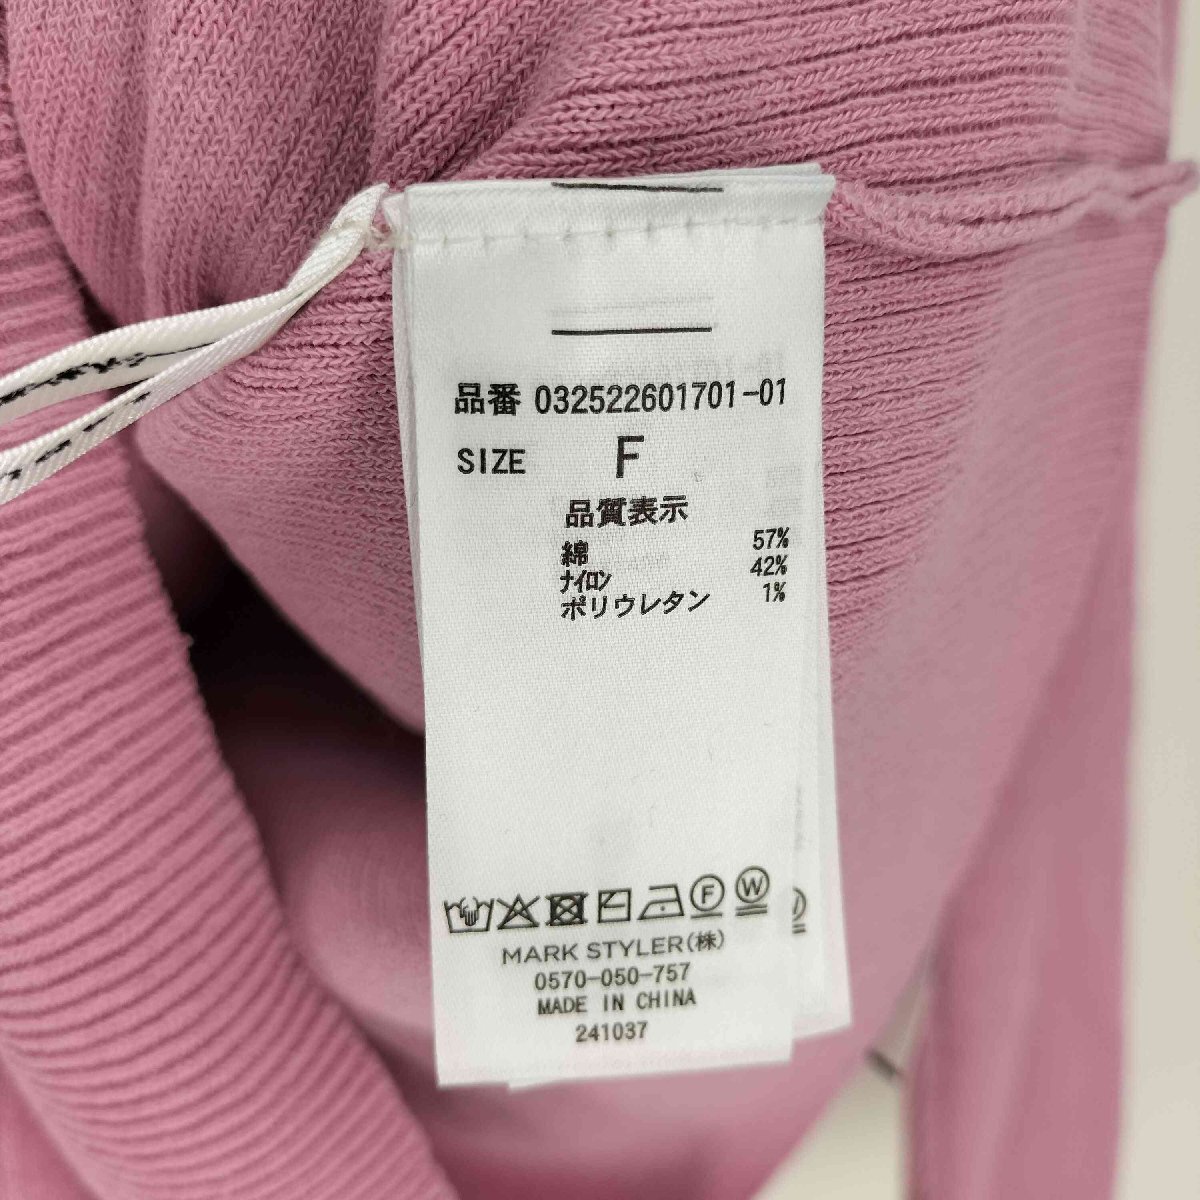 品番 032522601701-01
SIZE F
品質表示
綿 57%
ナイロン 42%
ポリウレタン 1%
F W
MARK STYLER(株)
0570-050-757
MADE IN CHINA
241037